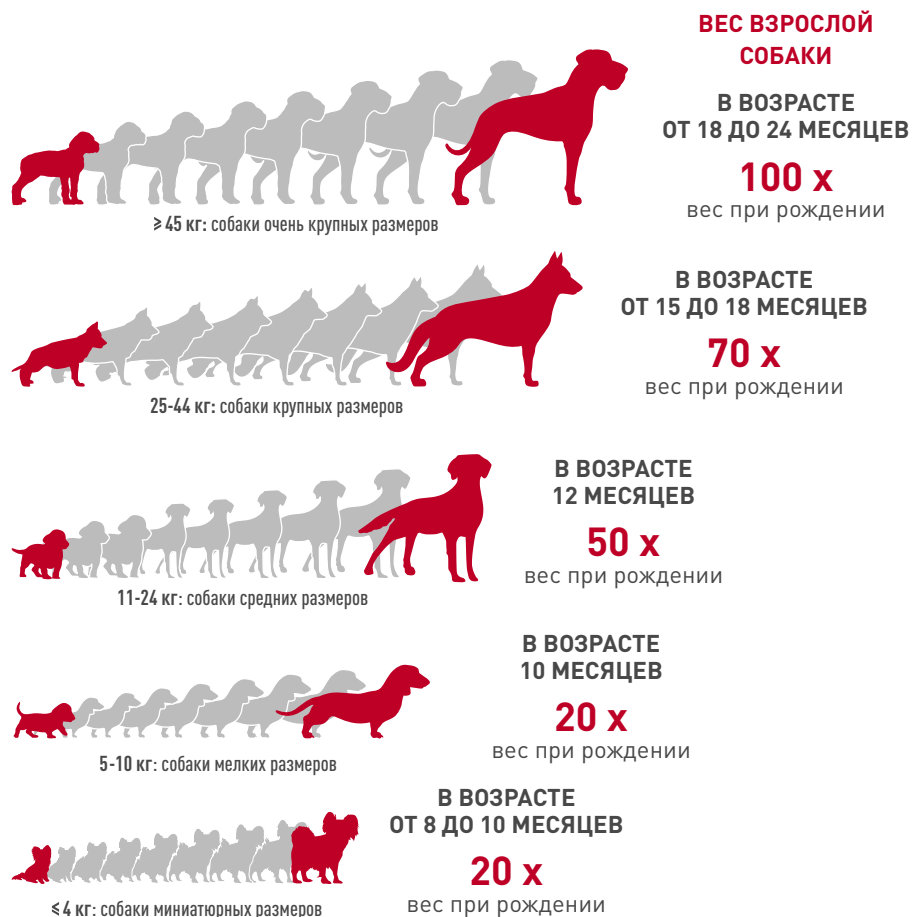 ВЕС ВЗРОСЛОЙ
СОБАКИ
В ВОЗРАСТЕ
ОТ 18 ДО 24 МЕСЯЦЕВ
100 x
вес при рождении
≥ 45 кг: собаки очень крупных размеров
В ВОЗРАСТЕ
ОТ 15 ДО 18 МЕСЯЦЕВ
70 x
вес при рождении
25-44 кг: собаки крупных размеров
В ВОЗРАСТЕ
12 МЕСЯЦЕВ
50 x
вес при рождении
11-24 кг: собаки средних размеров
В ВОЗРАСТЕ
10 МЕСЯЦЕВ
20 x
вес при рождении
5-10 кг: собаки мелких размеров
В ВОЗРАСТЕ
ОТ 8 ДО 10 МЕСЯЦЕВ
20 x
вес при рождении
≤ 4 кг: собаки миниатюрных размеров